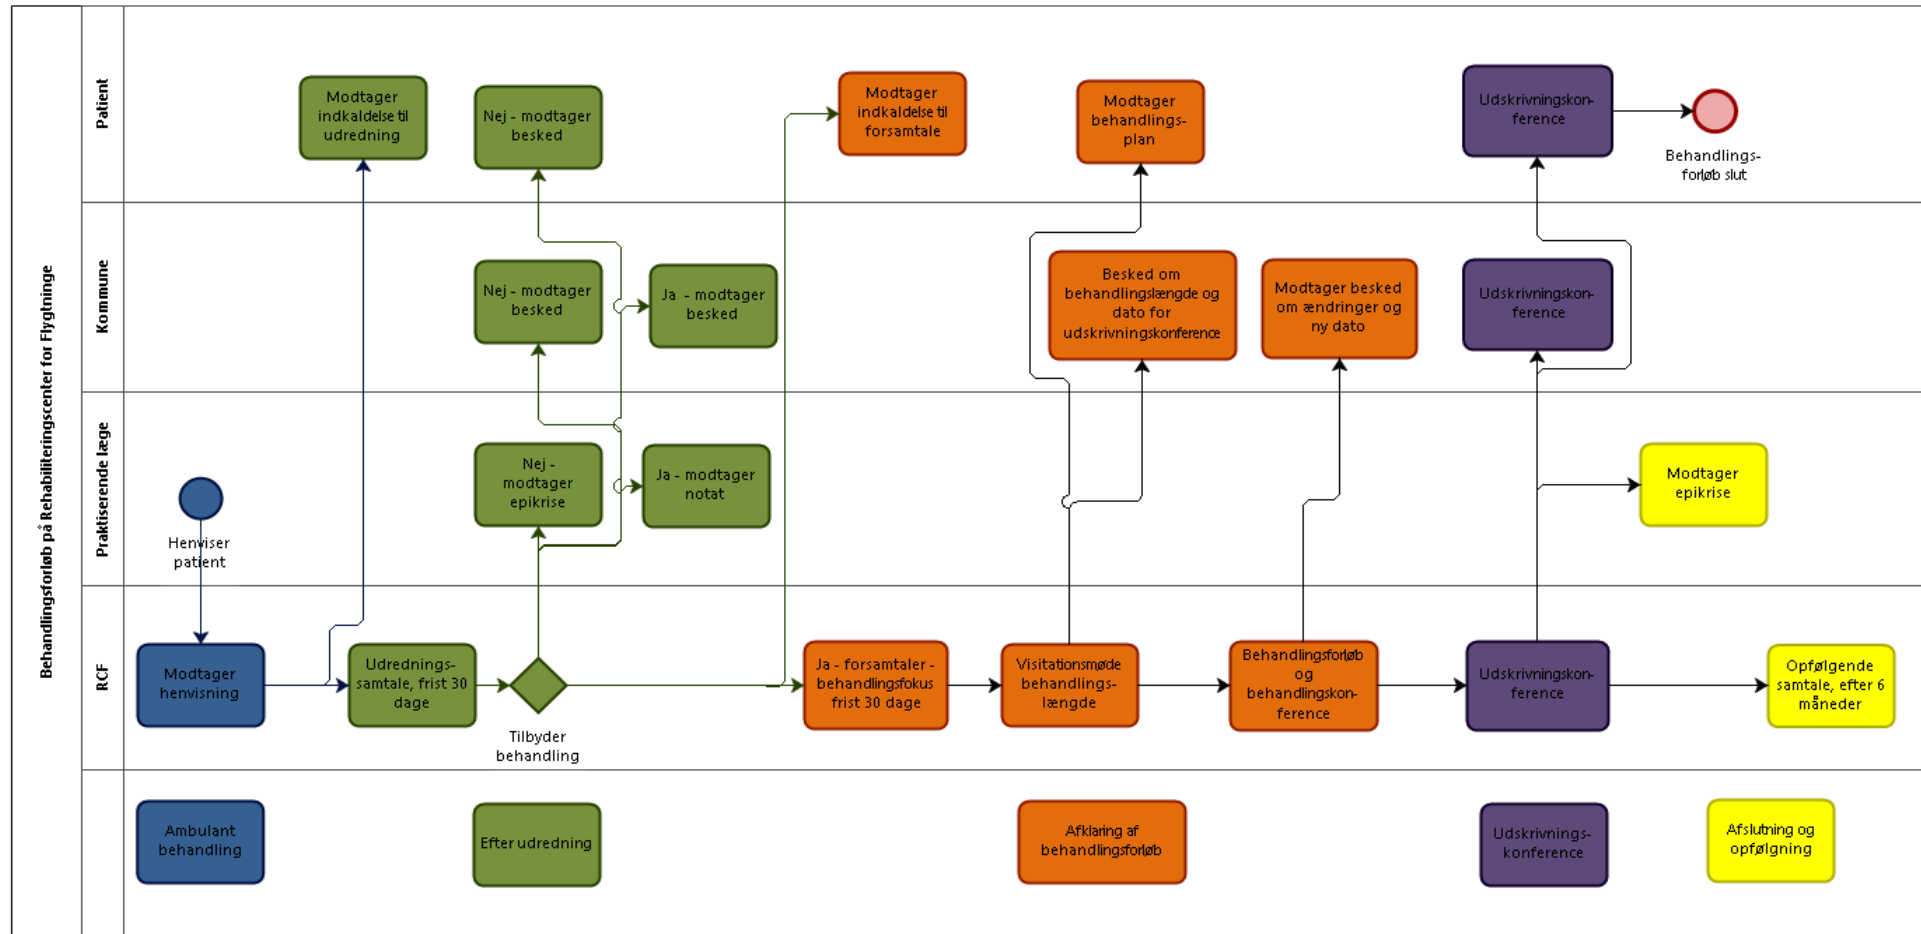 Behandlingsforløb på Rehabiliteringscenter for Flygtninge
Patient
Modtager
indkaldelse til
udredning
Nej - modtager
besked
Modtager
indkaldelse til
forsamtale
Modtager
behandlings-
plan
Udskrivningskon-
ference
Behandlings-
forløb slut
Kommune
Nej - modtager
besked
Ja - modtager
besked
Besked om
behandlingslængde og
dato for
udskrivningskonference
Modtager besked
om ændringer og
ny dato
Udskrivningskon-
ference
Praktiserende læge
Henviser
patient
Nej -
modtager
epikrise
Ja - modtager
notat
Modtager
epikrise
RCF
Modtager
henvisning
Udrednings-
samtale, frist 30
dage
Tilbyder
behandling
Ja - forsamtaler -
behandlingsfokus
frist 30 dage
Visitationsmøde
behandlings-
længde
Behandlingsforløb
og
behandlingskon-
ference
Udskrivningskon-
ference
Opfølgende
samtale, efter 6
måneder
Ambulant
behandling
Efter udredning
Afklaring af
behandlingsforløb
Udskrivnings-
konference
Afslutning og
opfølgning